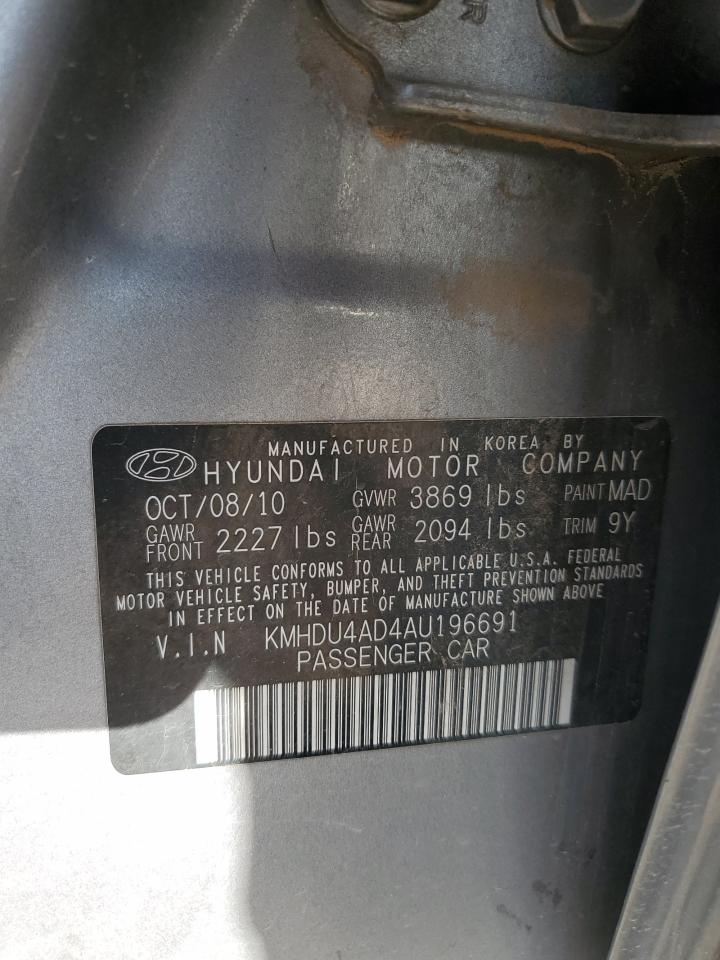 R
MANUFACTURED IN KOREA BY
HYUNDAI MOTOR COMPANY
OCT/08/10 GVWR 3869 lbs PAINT MAD
GAWR FRONT 2227 lbs GAWR REAR 2094 lbs TRIM 9Y
THIS VEHICLE CONFORMS TO ALL APPLICABLE U.S.A. FEDERAL
MOTOR VEHICLE SAFETY, BUMPER, AND THEFT PREVENTION STANDARDS
IN EFFECT ON THE DATE OF MANUFACTURE SHOWN ABOVE
V.I.N KMHDU4AD4AU196691
PASSENGER CAR